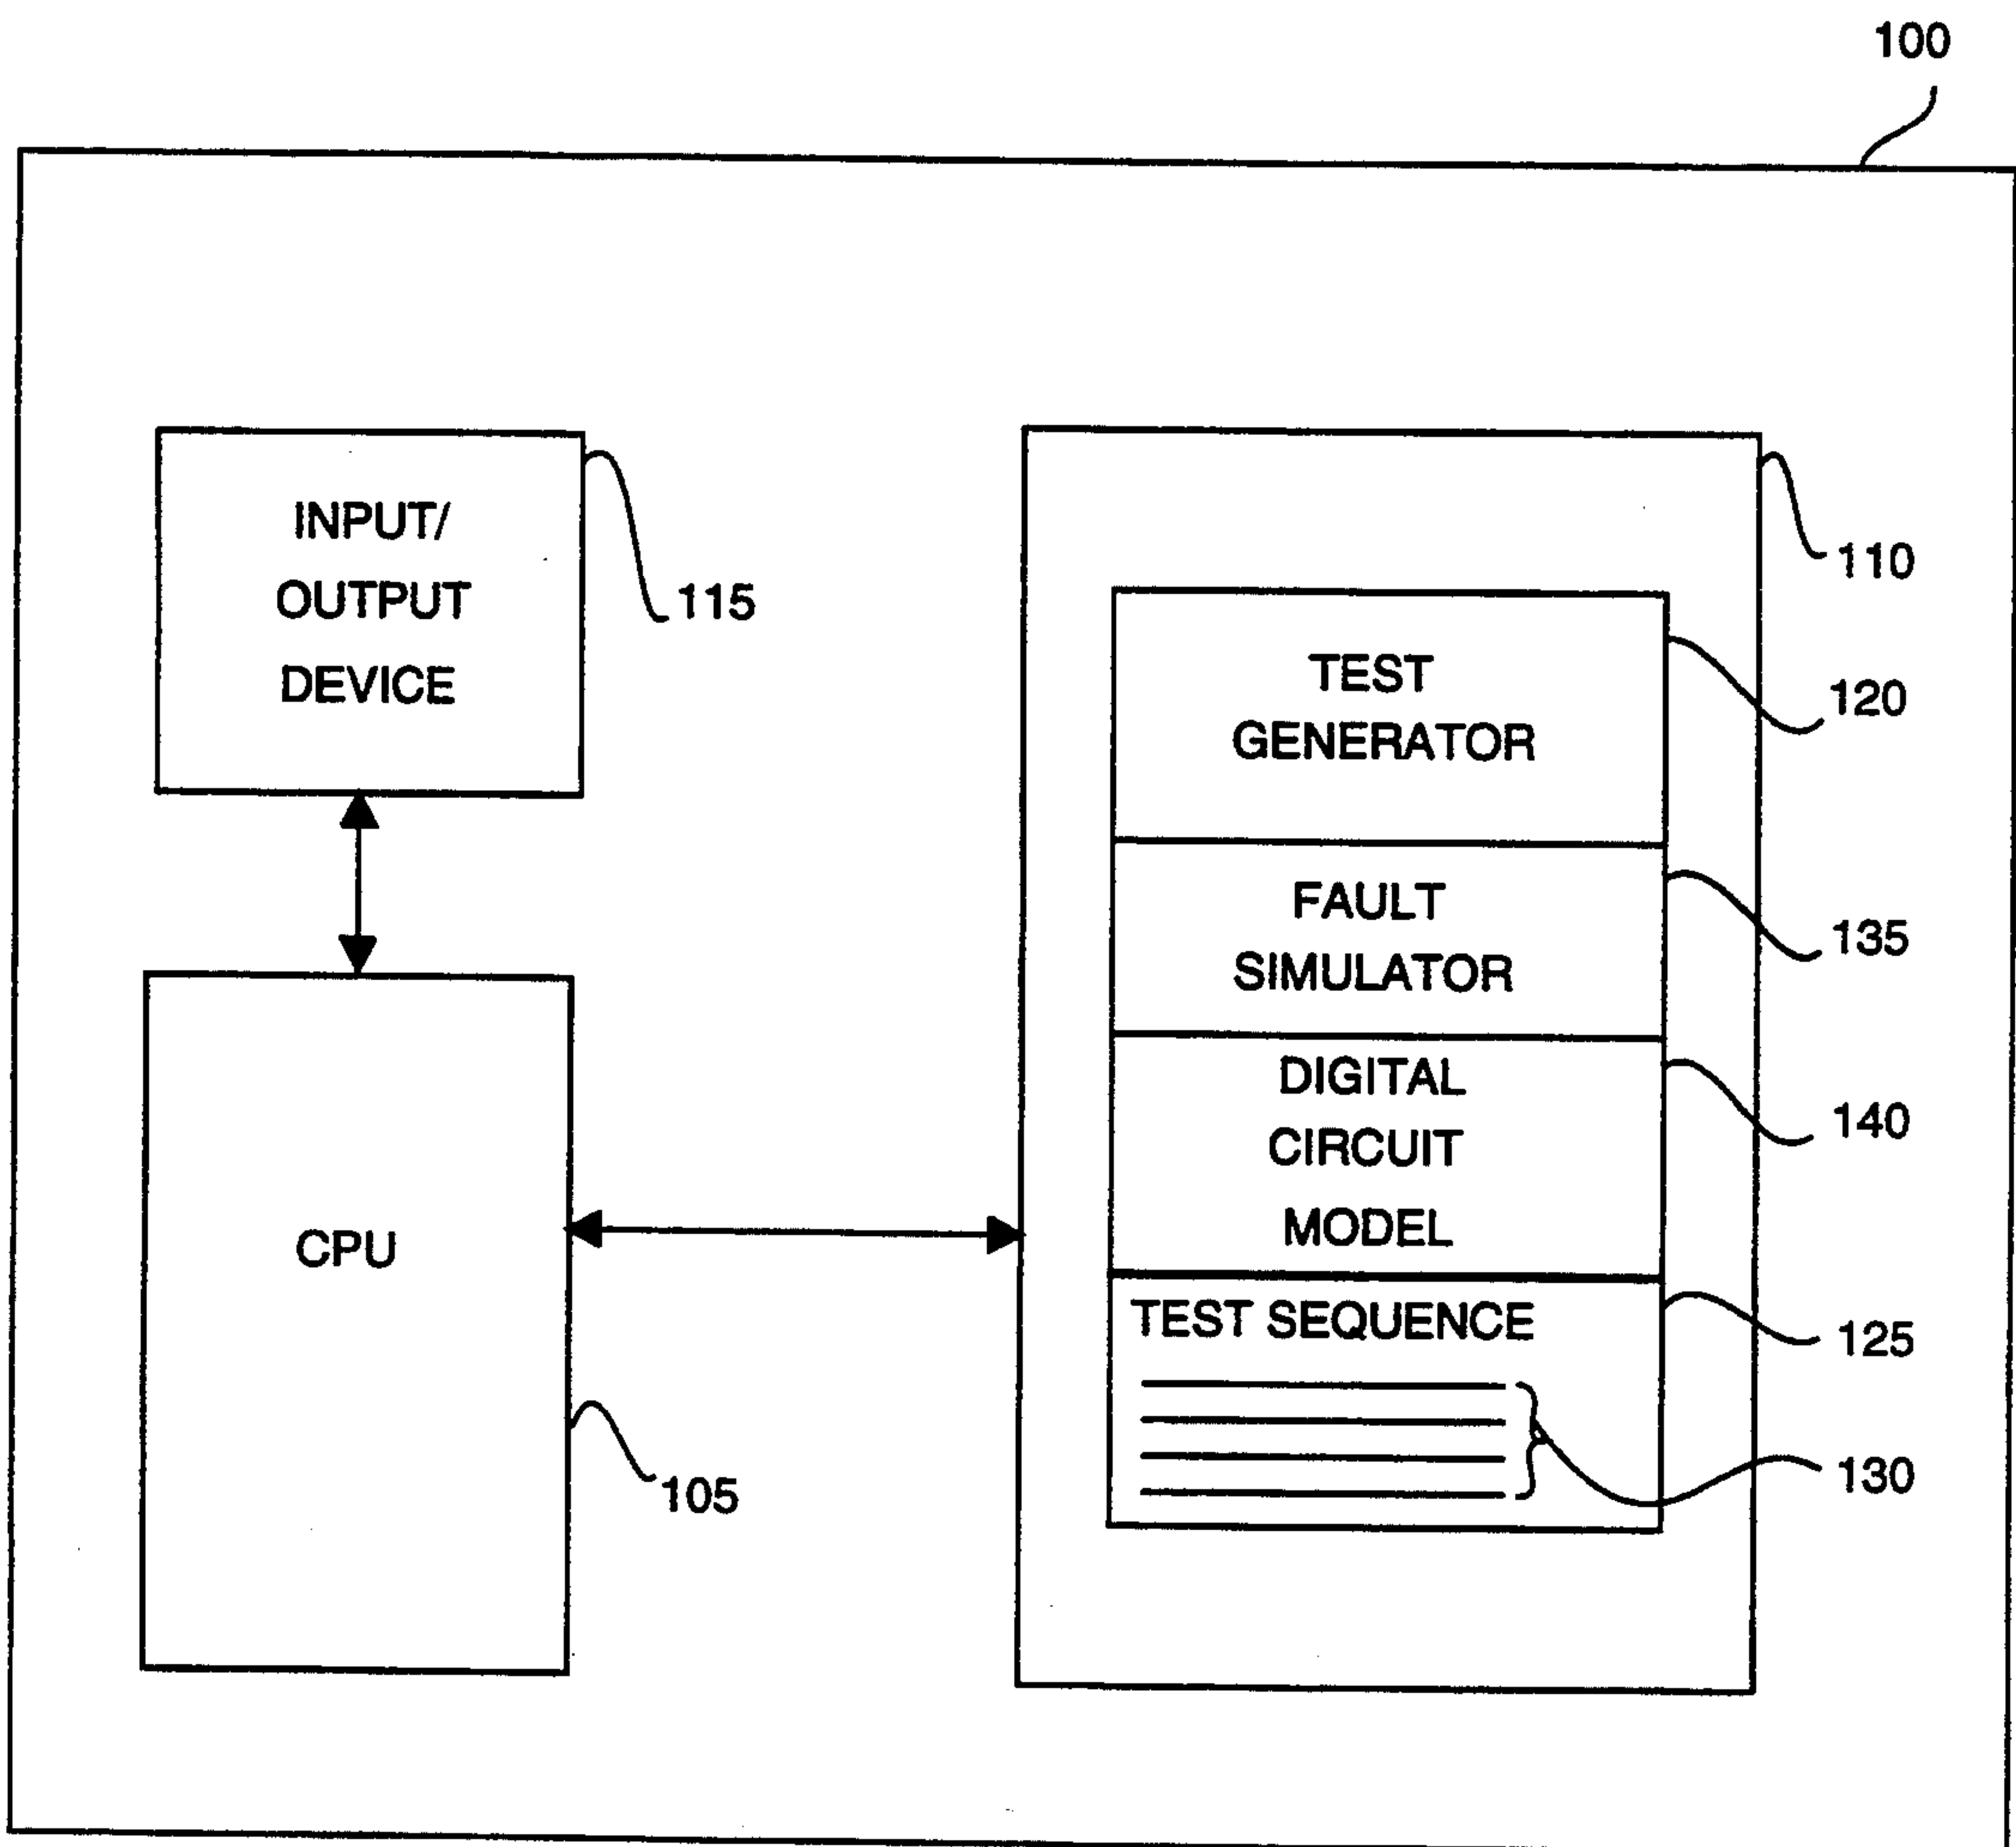 100
INPUT/
OUTPUT
DEVICE
115
110
TEST
GENERATOR
120
FAULT
SIMULATOR
135
DIGITAL
CIRCUIT
MODEL
140
CPU
105
TEST SEQUENCE
125
130